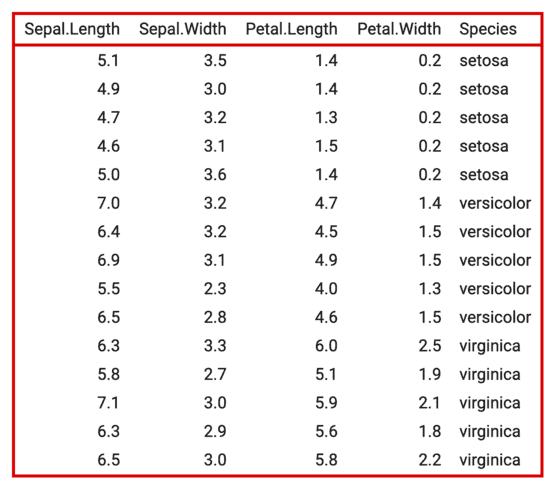 Sepal.Length Sepal.Width Petal.Length Petal.Width Species
5.1 3.5 1.4 0.2 setosa
4.9 3.0 1.4 0.2 setosa
4.7 3.2 1.3 0.2 setosa
4.6 3.1 1.5 0.2 setosa
5.0 3.6 1.4 0.2 setosa
7.0 3.2 4.7 1.4 versicolor
6.4 3.2 4.5 1.5 versicolor
6.9 3.1 4.9 1.5 versicolor
5.5 2.3 4.0 1.3 versicolor
6.5 2.8 4.6 1.5 versicolor
6.3 3.3 6.0 2.5 virginica
5.8 2.7 5.1 1.9 virginica
7.1 3.0 5.9 2.1 virginica
6.3 2.9 5.6 1.8 virginica
6.5 3.0 5.8 2.2 virginica